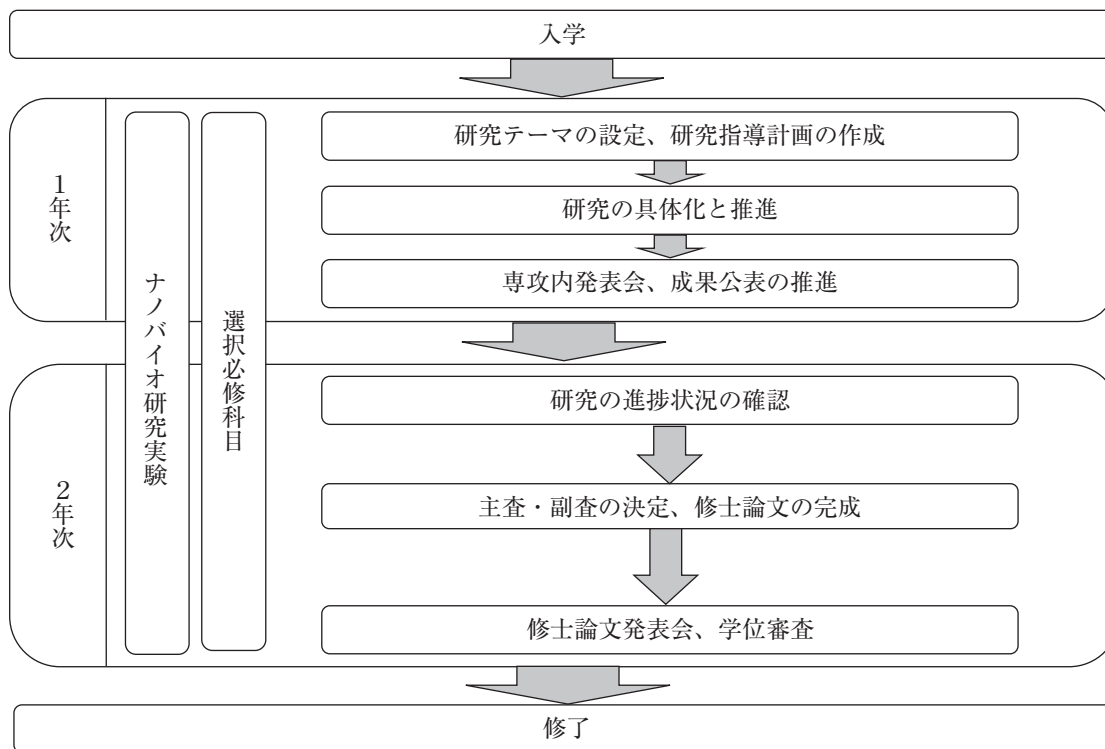 入学
1年次
ナノバイオ研究実験
選択必修科目
研究テーマの設定、研究指導計画の作成
研究の具体化と推進
専攻内発表会、成果公表の推進
2年次
研究の進捗状況の確認
主査・副査の決定、修士論文の完成
修士論文発表会、学位審査
修了